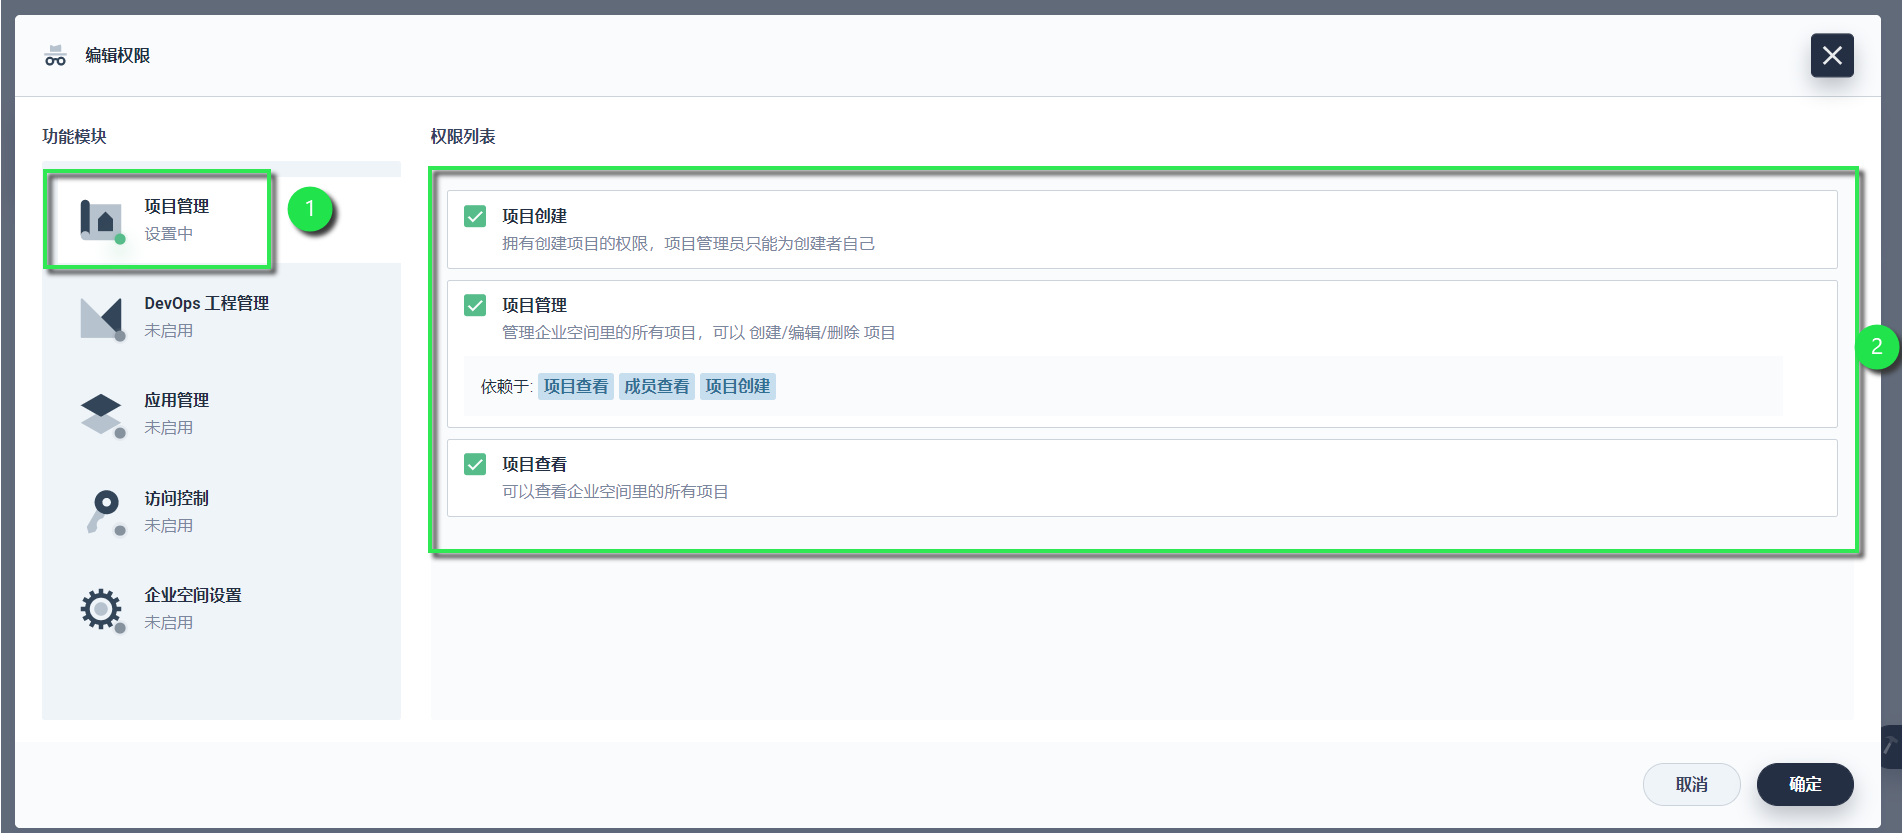 编辑权限
功能模块
项目管理
设置中
1
DevOps 工程管理
未启用
应用管理
未启用
访问控制
未启用
企业空间设置
未启用
权限列表
项目创建
拥有创建项目的权限，项目管理员只能为创建者自己
项目管理
管理企业空间里的所有项目，可以 创建/编辑/删除 项目
依赖于: 项目查看 成员查看 项目创建
项目查看
可以查看企业空间里的所有项目
2
取消 确定